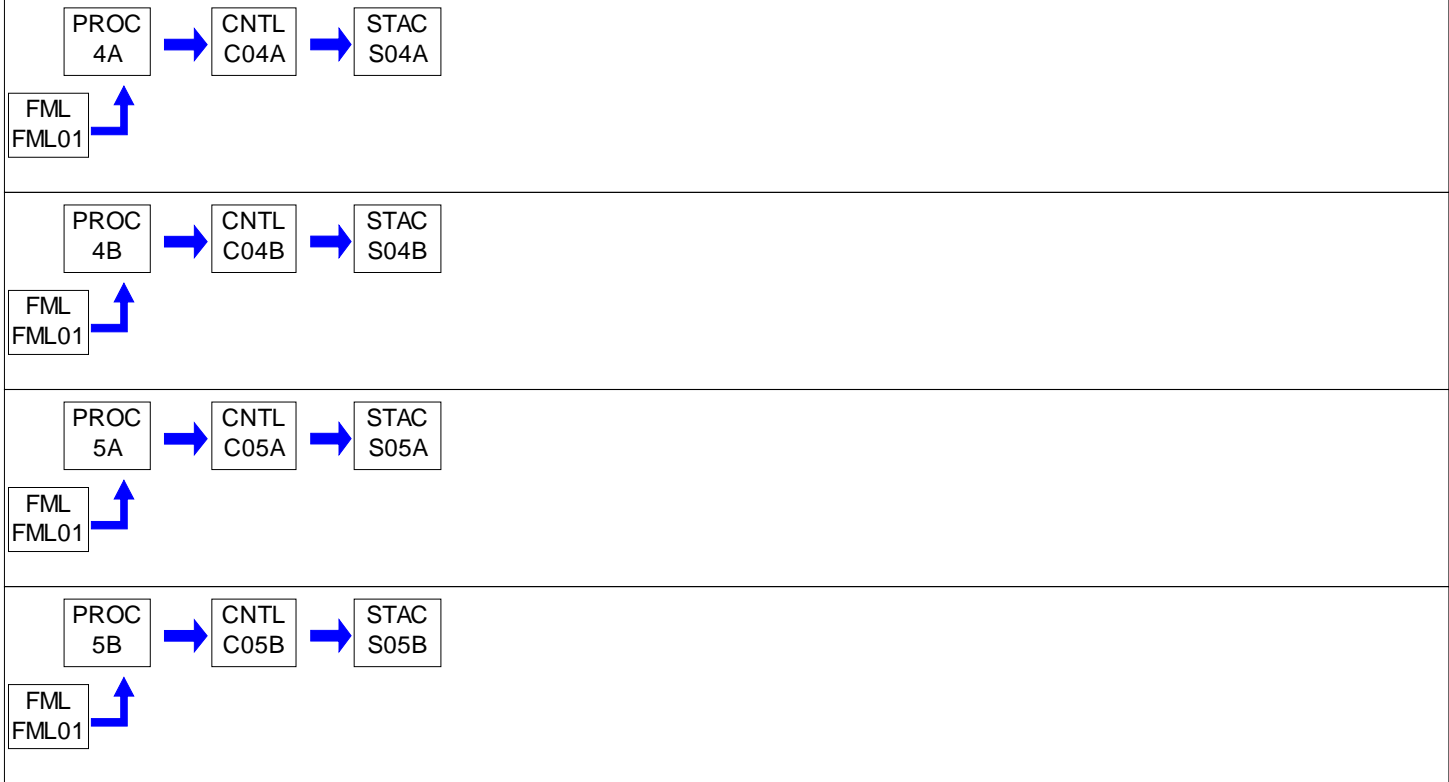 PROC
4A
CNTL
C04A
STAC
S04A
FML
FML01
PROC
4B
CNTL
C04B
STAC
S04B
FML
FML01
PROC
5A
CNTL
C05A
STAC
S05A
FML
FML01
PROC
5B
CNTL
C05B
STAC
S05B
FML
FML01